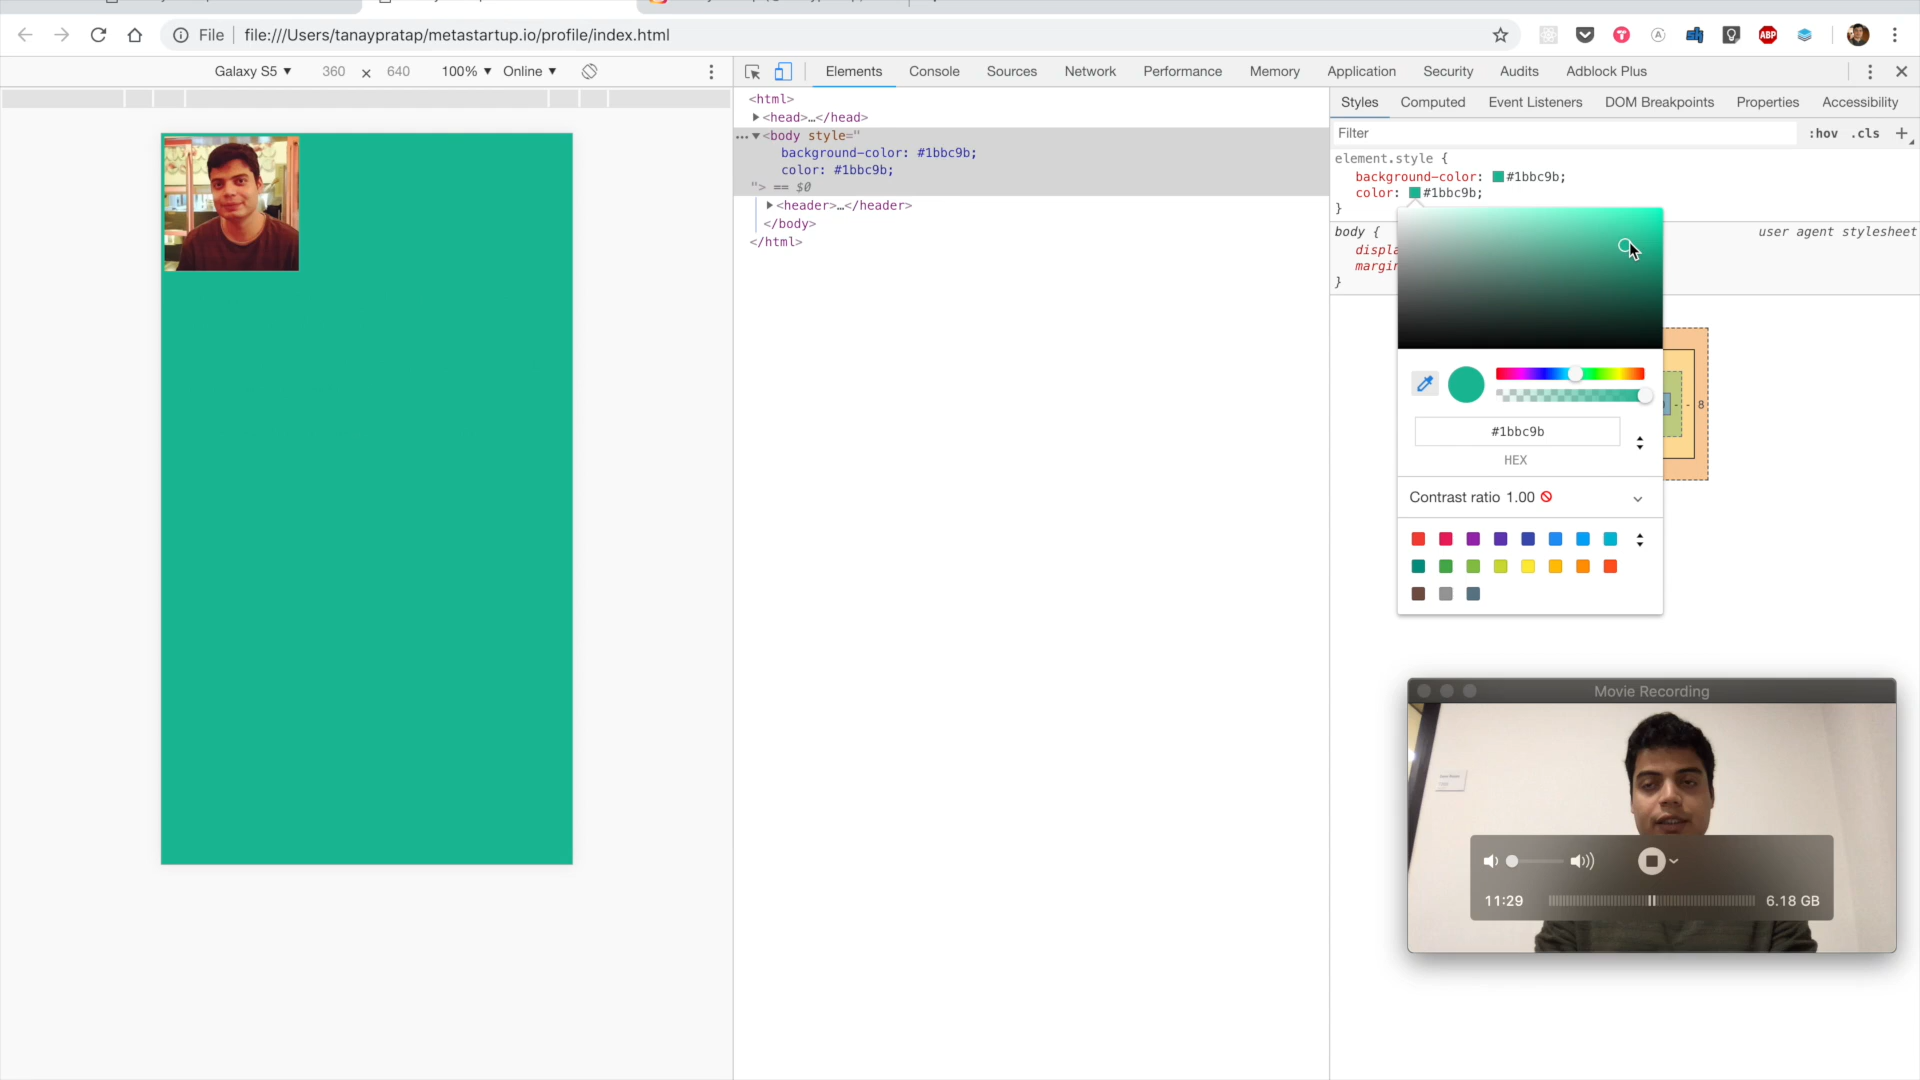 File file:///Users/tanaypratap/metastartup.io/profile/index.html
ABP
Galaxy S5 ▼ 360 × 640 100% ▼ Online ▼
Elements Console Sources Network Performance Memory Application Security Audits Adblock Plus
<html>
<head>…</head>
<body style="
background-color: #1bbc9b;
color: #1bbc9b;
"> == $0
<header>…</header>
</body>
</html>
Styles Computed Event Listeners DOM Breakpoints Properties Accessibility
Filter :hov .cls +
element.style {
background-color: #1bbc9b;
color: #1bbc9b;
}
body { user agent stylesheet
displa
margin
}
- - 8
#1bbc9b
HEX
Contrast ratio 1.00
Movie Recording
11:29 6.18 GB